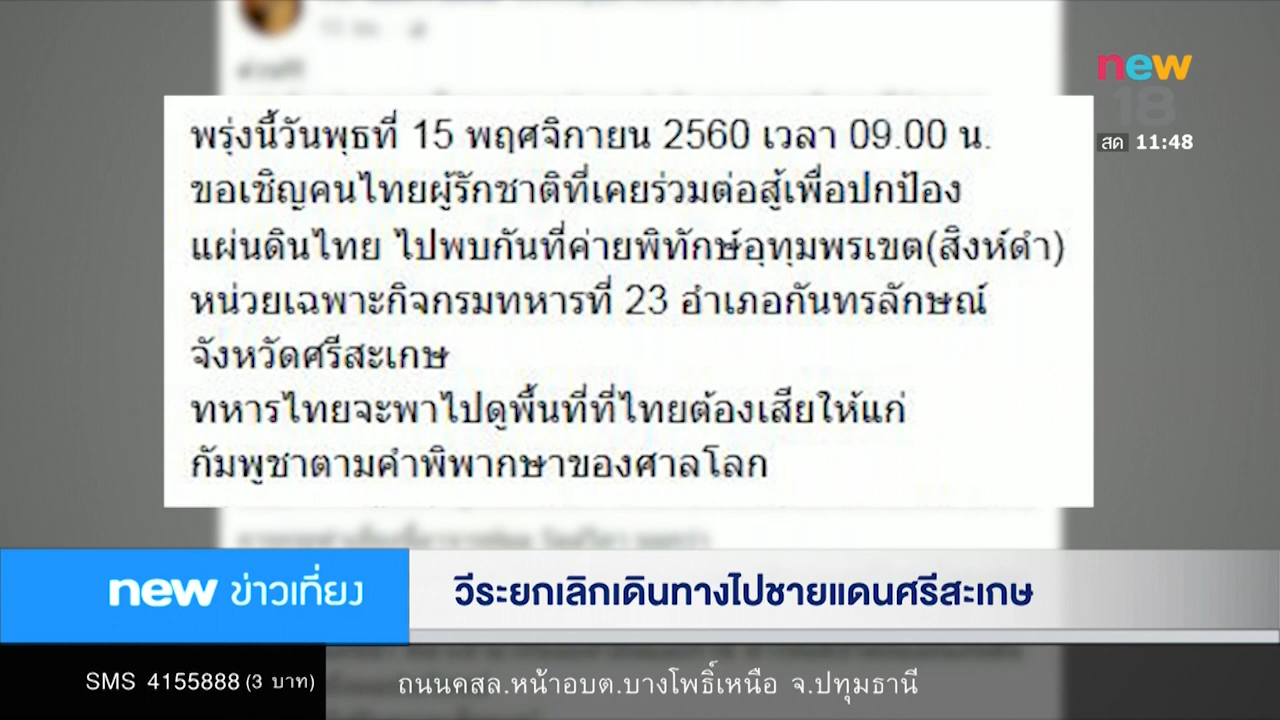 new
18
สด 11:48
พรุ่งนี้วันพุธที่ 15 พฤศจิกายน 2560 เวลา 09.00 น.
ขอเชิญคนไทยผู้รักชาติที่เคยร่วมต่อสู้เพื่อปกป้อง
แผ่นดินไทย ไปพบกันที่ค่ายพิทักษ์อุทุมพรเขต(สิงห์ดำ)
หน่วยเฉพาะกิจกรมทหารที่ 23 อำเภอกันทรลักษณ์
จังหวัดศรีสะเกษ
ทหารไทยจะพาไปดูพื้นที่ที่ไทยต้องเสียให้แก่
กัมพูชาตามคำพิพากษาของศาลโลก
new ข่าวเที่ยง
วีระยกเลิกเดินทางไปชายแดนศรีสะเกษ
SMS 4155888 (3 บาท)
ถนนคสล.หน้าอบต.บางโพธิ์เหนือ จ.ปทุมธานี